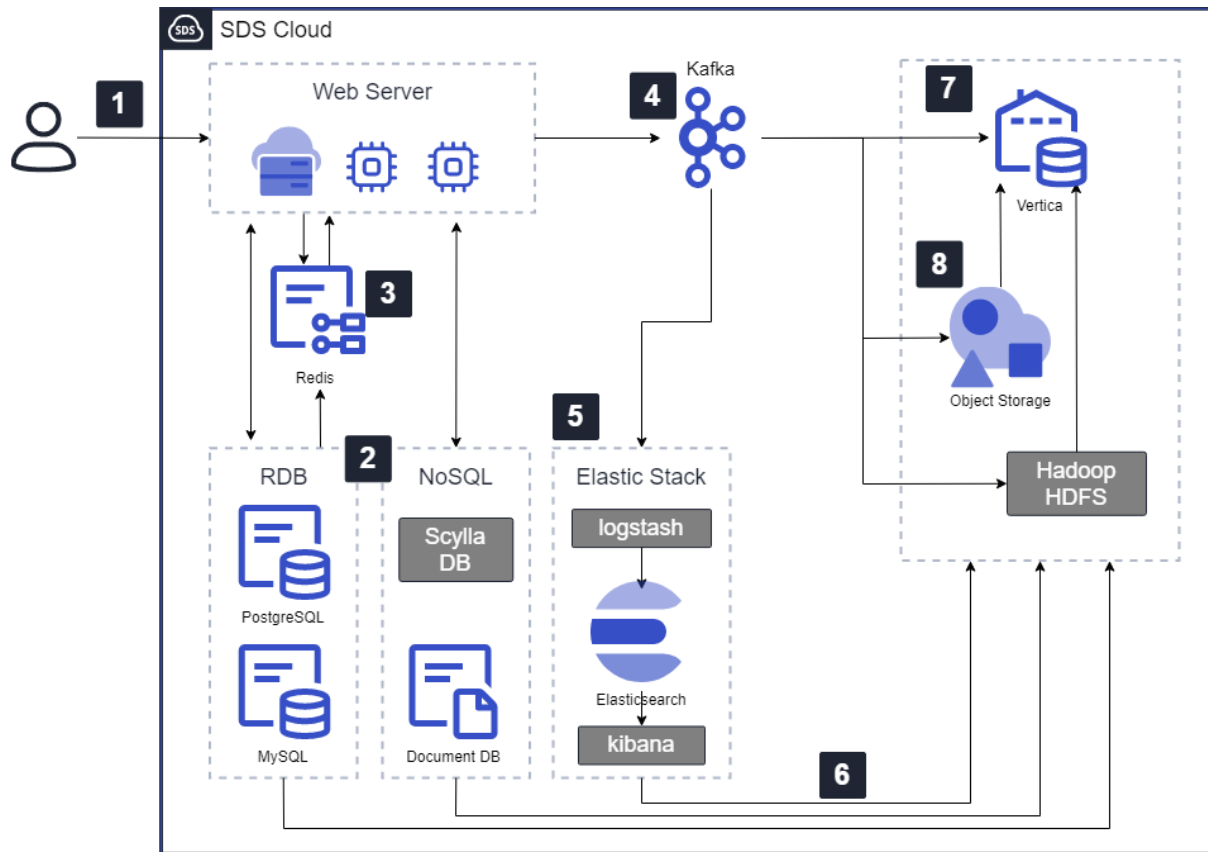 SDS
SDS Cloud
1
Web Server
4
Kafka
7
Vertica
3
Redis
8
Object Storage
2
RDB
NoSQL
5
Elastic Stack
Hadoop
HDFS
PostgreSQL
MySQL
Scylla
DB
Document DB
logstash
Elasticsearch
kibana
6